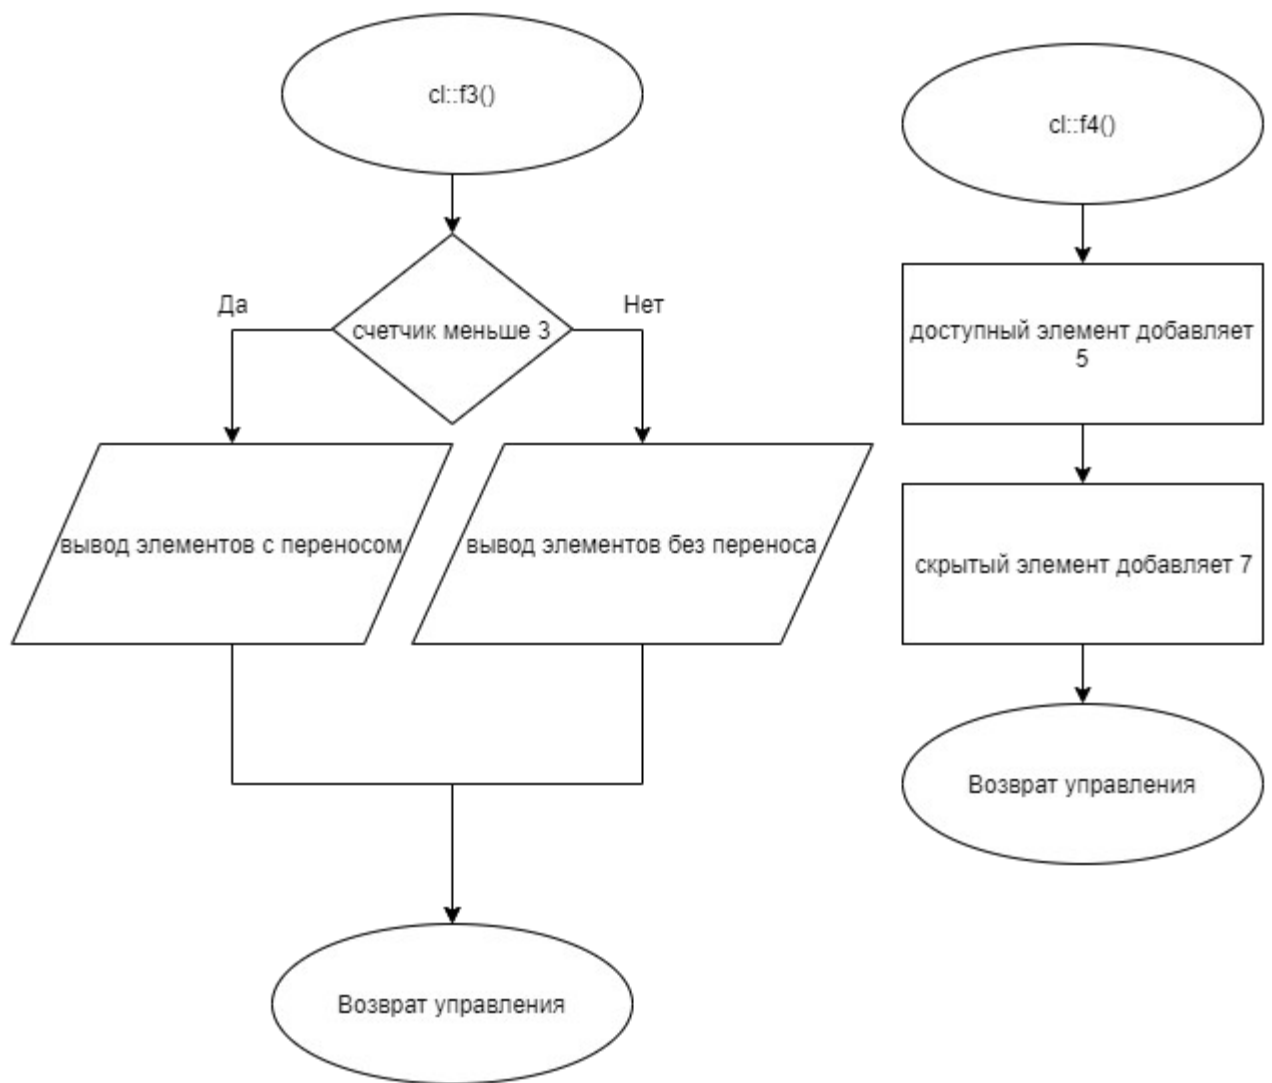 cl::f3()
Да
Нет
счетчик меньше 3
вывод элементов с переносом
вывод элементов без переноса
Возврат управления
cl::f4()
доступный элемент добавляет
5
скрытый элемент добавляет 7
Возврат управления